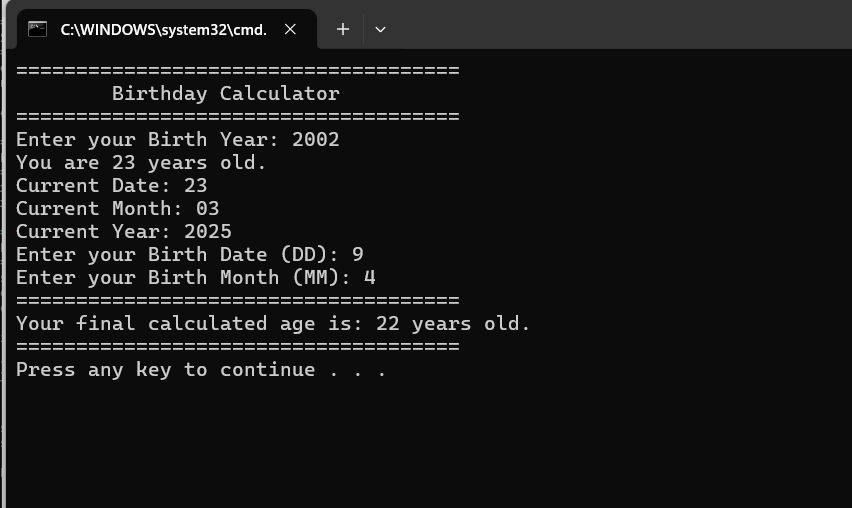 C:\WINDOWS\system32\cmd.
=====================================
Birthday Calculator
=====================================
Enter your Birth Year: 2002
You are 23 years old.
Current Date: 23
Current Month: 03
Current Year: 2025
Enter your Birth Date (DD): 9
Enter your Birth Month (MM): 4
=====================================
Your final calculated age is: 22 years old.
=====================================
Press any key to continue . . .